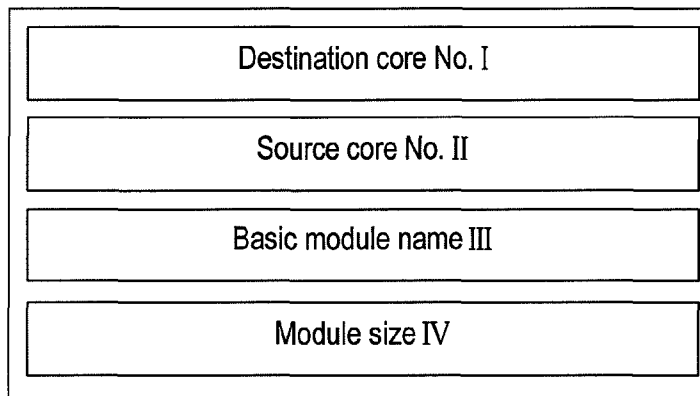 Destination core No. I
Source core No. II
Basic module name III
Module size IV